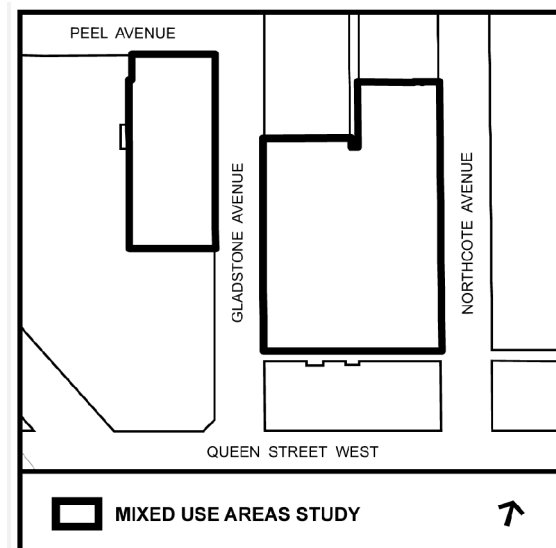 PEEL AVENUE
GLADSTONE AVENUE
NORTHCOTE AVENUE
QUEEN STREET WEST
MIXED USE AREAS STUDY